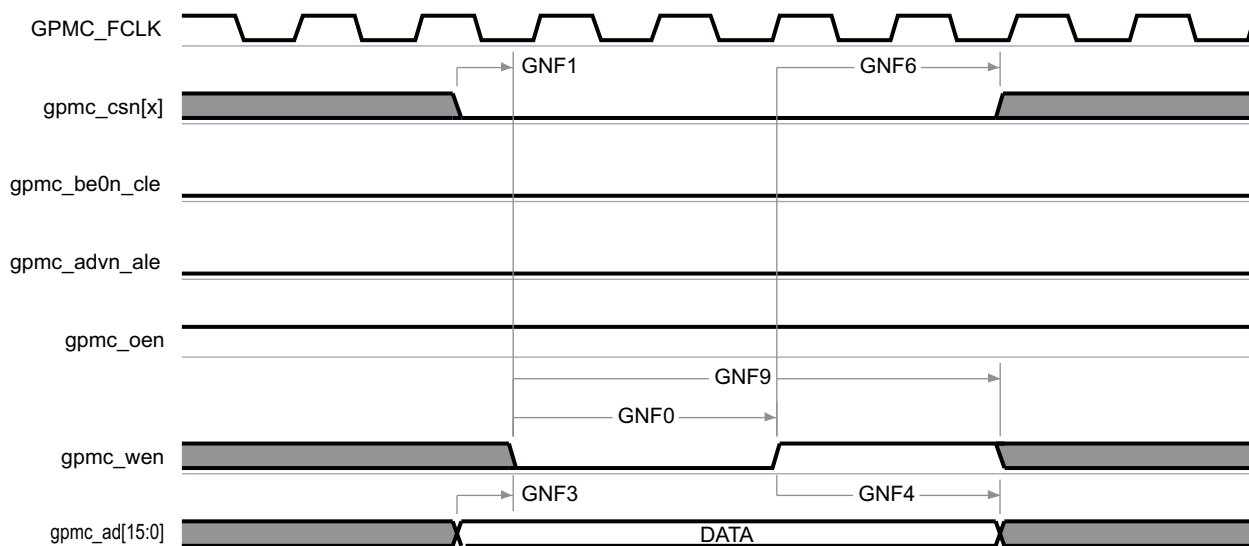 GPMC_FCLK
GNF1
GNF6
gpmc_csn[x]
gpmc_be0n_cle
gpmc_advn_ale
gpmc_oen
GNF9
GNF0
gpmc_wen
GNF3
GNF4
gpmc_ad[15:0]
DATA